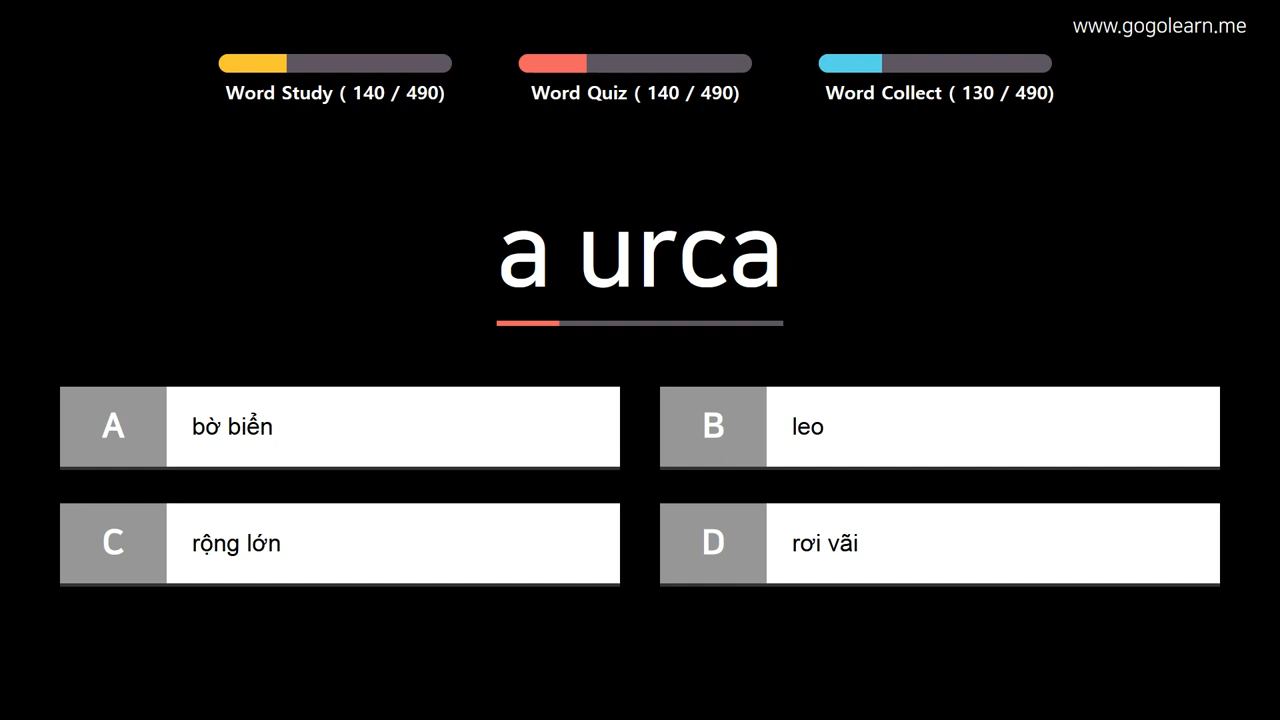 www.gogolearn.me
Word Study ( 140 / 490)
Word Quiz ( 140 / 490)
Word Collect ( 130 / 490)
a urca
A
bờ biển
B
leo
C
rộng lớn
D
rơi vãi